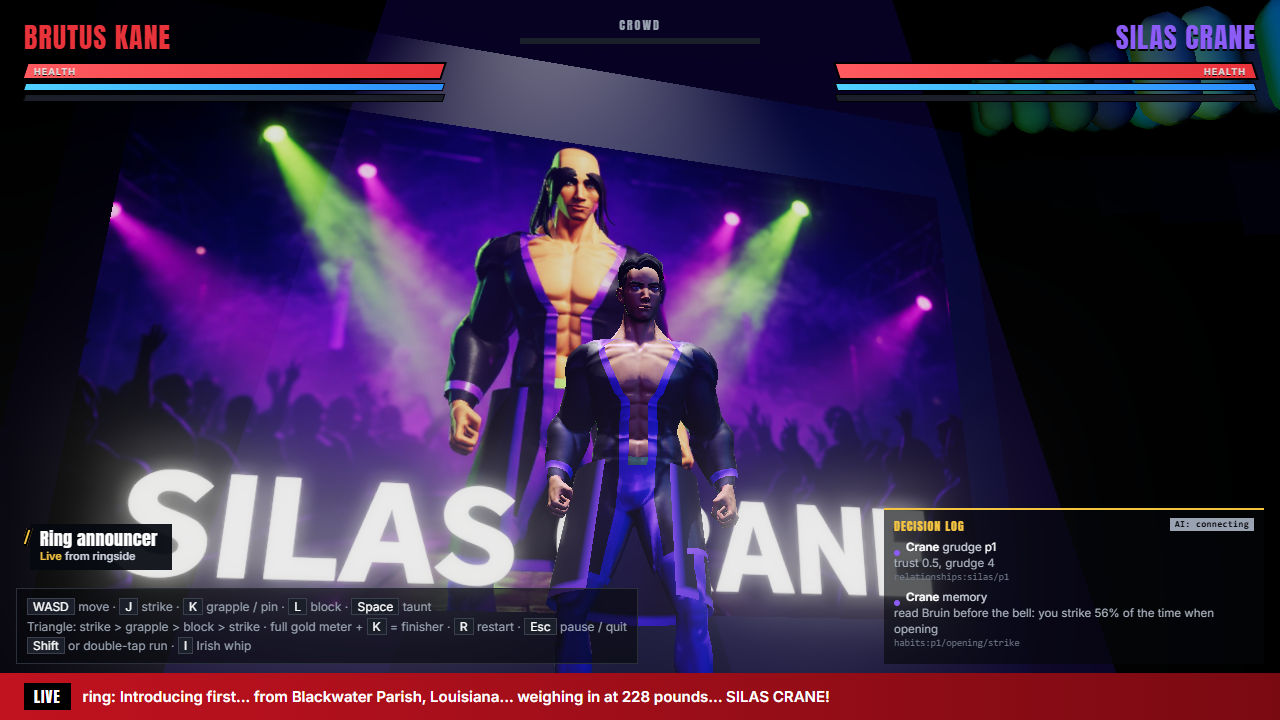 BRUTUS KANE
CROWD
SILAS CRANE
HEALTH
HEALTH
SILAS CRANE
Ring announcer
Live from ringside
WASD move · J strike · K grapple / pin · L block · Space taunt
Triangle: strike > grapple > block > strike · full gold meter + K = finisher · R restart · Esc pause / quit
Shift or double-tap run · I Irish whip
DECISION LOG
AI: connecting
Crane grudge p1
trust 0.5, grudge 4
relationships:silas/p1
Crane memory
read Bruin before the bell: you strike 56% of the time when
opening
habits:p1/opening/strike
LIVE ring: Introducing first... from Blackwater Parish, Louisiana... weighing in at 228 pounds... SILAS CRANE!